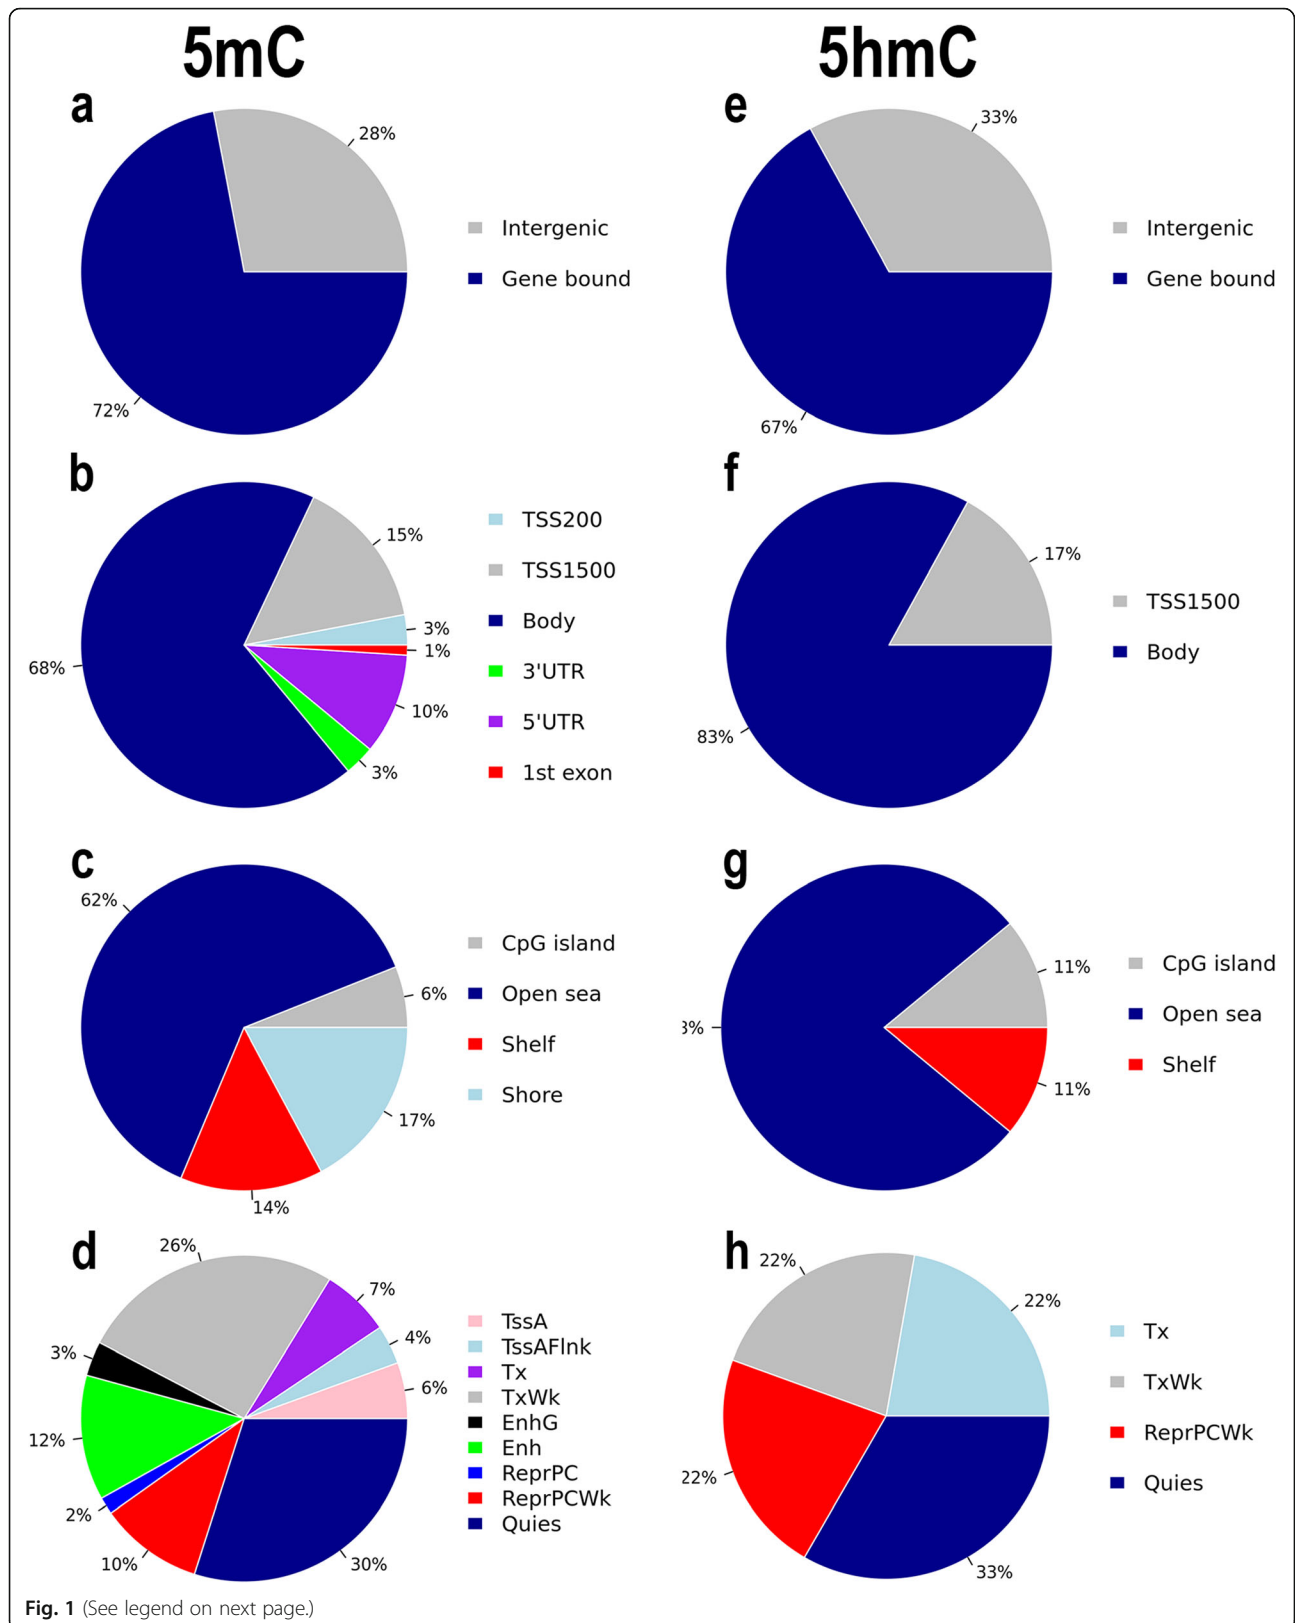 5mC
5hmC
a
28%
72%
Intergenic
Gene bound
e
33%
67%
Intergenic
Gene bound
b
15%
3%
1%
10%
3%
68%
TSS200
TSS1500
Body
3'UTR
5'UTR
1st exon
f
17%
83%
TSS1500
Body
c
62%
6%
17%
14%
CpG island
Open sea
Shelf
Shore
g
11%
11%
CpG island
Open sea
Shelf
d
26%
7%
4%
6%
3%
12%
2%
10%
30%
TssA
TssAFlnk
Tx
TxWk
EnhG
Enh
ReprPC
ReprPCWk
Quies
h
22%
22%
22%
33%
Tx
TxWk
ReprPCWk
Quies
Fig. 1 (See legend on next page.)